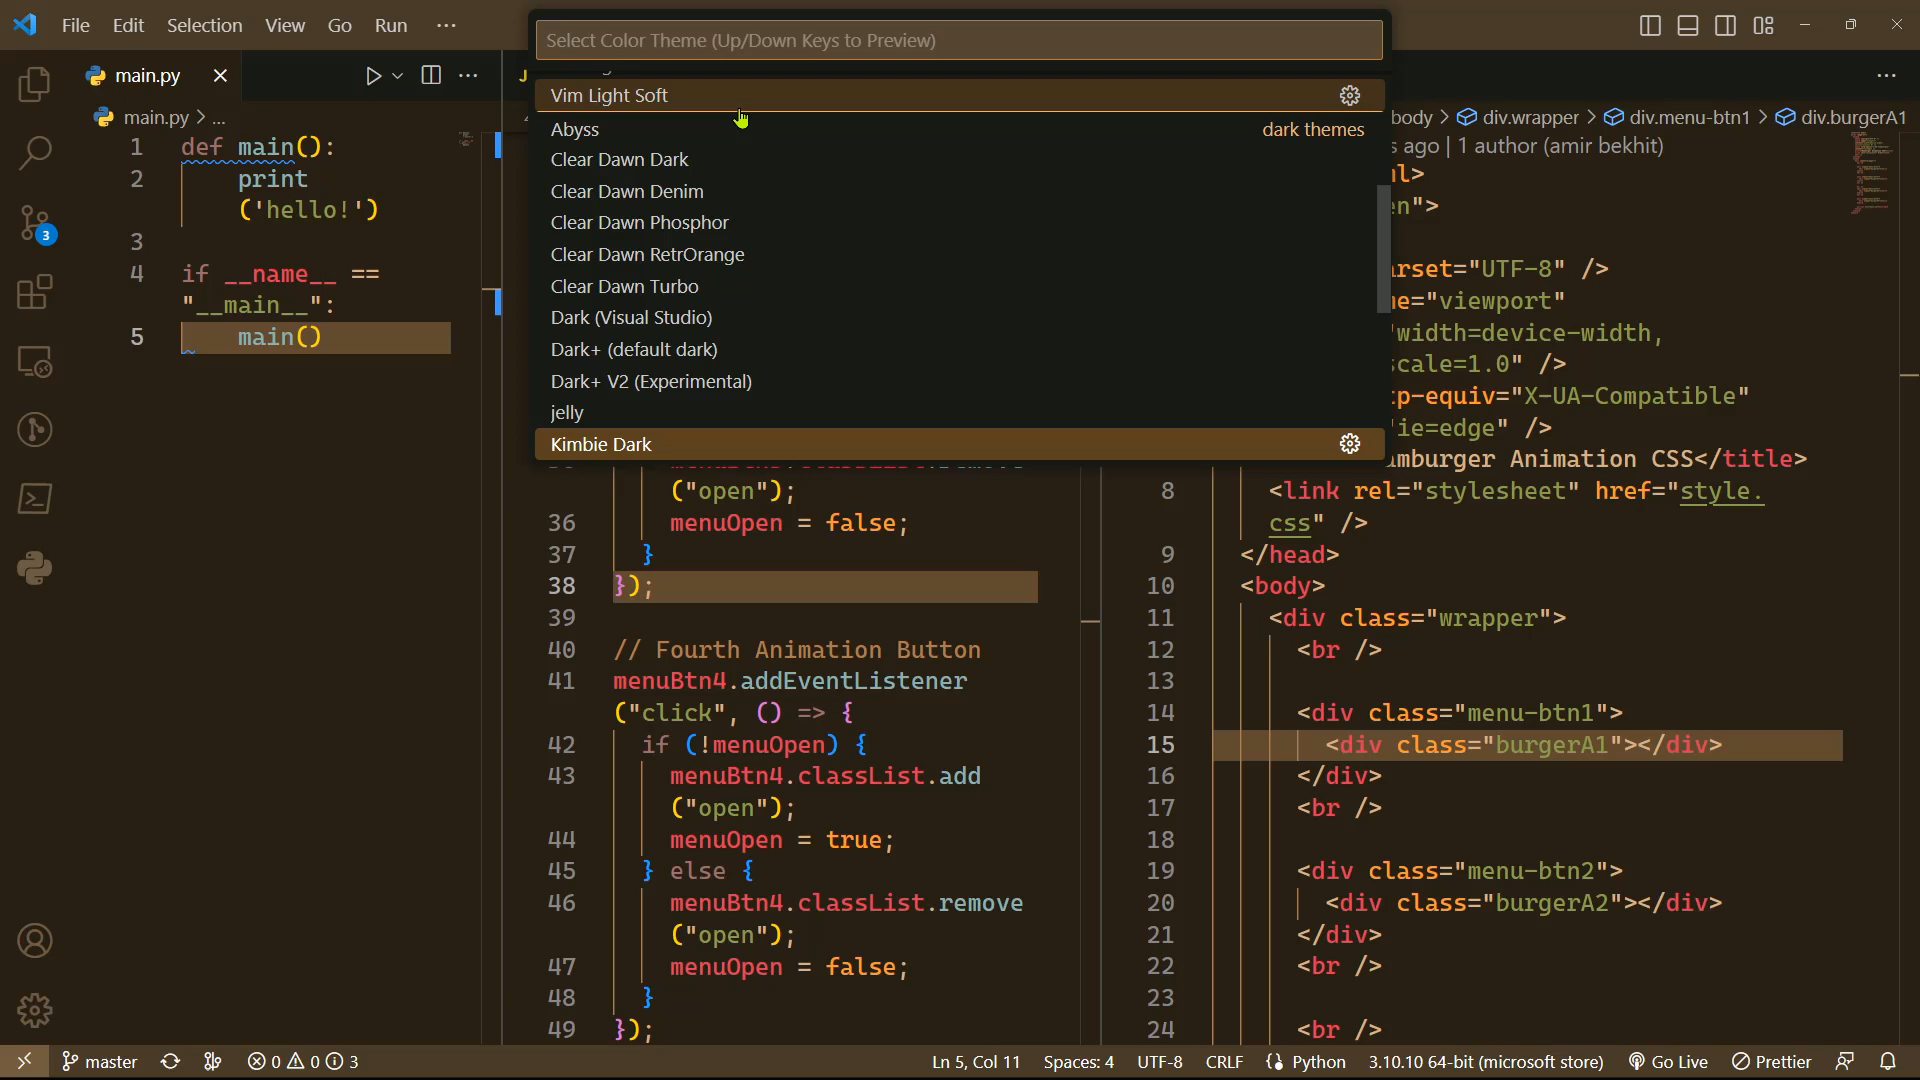 File Edit Selection View Go Run ···
Select Color Theme (Up/Down Keys to Preview)
Vim Light Soft
Abyss dark themes
Clear Dawn Dark
Clear Dawn Denim
Clear Dawn Phosphor
Clear Dawn RetrOrange
Clear Dawn Turbo
Dark (Visual Studio)
Dark+ (default dark)
Dark+ V2 (Experimental)
jelly
Kimbie Dark
main.py
main.py > ...
1 def main():
2 print
('hello!')
3
4 if __name__ ==
"__main__":
5 main()
3
("open");
36 menuOpen = false;
37 }
38 });
39
40 // Fourth Animation Button
41 menuBtn4.addEventListener
("click", () => {
42 if (!menuOpen) {
43 menuBtn4.classList.add
("open");
44 menuOpen = true;
45 } else {
46 menuBtn4.classList.remove
("open");
47 menuOpen = false;
48 }
49 });
body > div.wrapper > div.menu-btn1 > div.burgerA1
s ago | 1 author (amir bekhit)
l>
en">
rset="UTF-8" />
e="viewport"
width=device-width,
cale=1.0" />
p-equiv="X-UA-Compatible"
ie=edge" />
mburger Animation CSS</title>
8 <link rel="stylesheet" href="style.
css" />
9 </head>
10 <body>
11 <div class="wrapper">
12 <br />
13
14 <div class="menu-btn1">
15 <div class="burgerA1"></div>
16 </div>
17 <br />
18
19 <div class="menu-btn2">
20 <div class="burgerA2"></div>
21 </div>
22 <br />
23
24 <br />
master 0 0 3 Ln 5, Col 11 Spaces: 4 UTF-8 CRLF Python 3.10.10 64-bit (microsoft store) Go Live Prettier